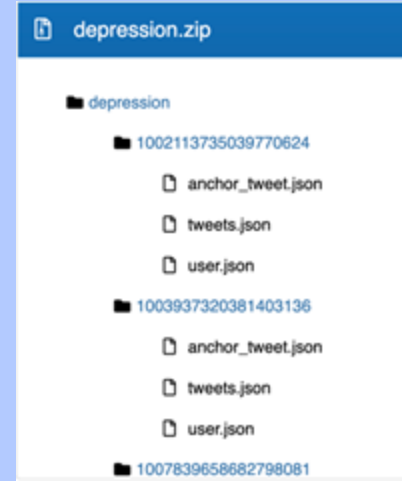 depression.zip
depression
1002113735039770624
anchor_tweet.json
tweets.json
user.json
1003937320381403136
anchor_tweet.json
tweets.json
user.json
1007839658682798081